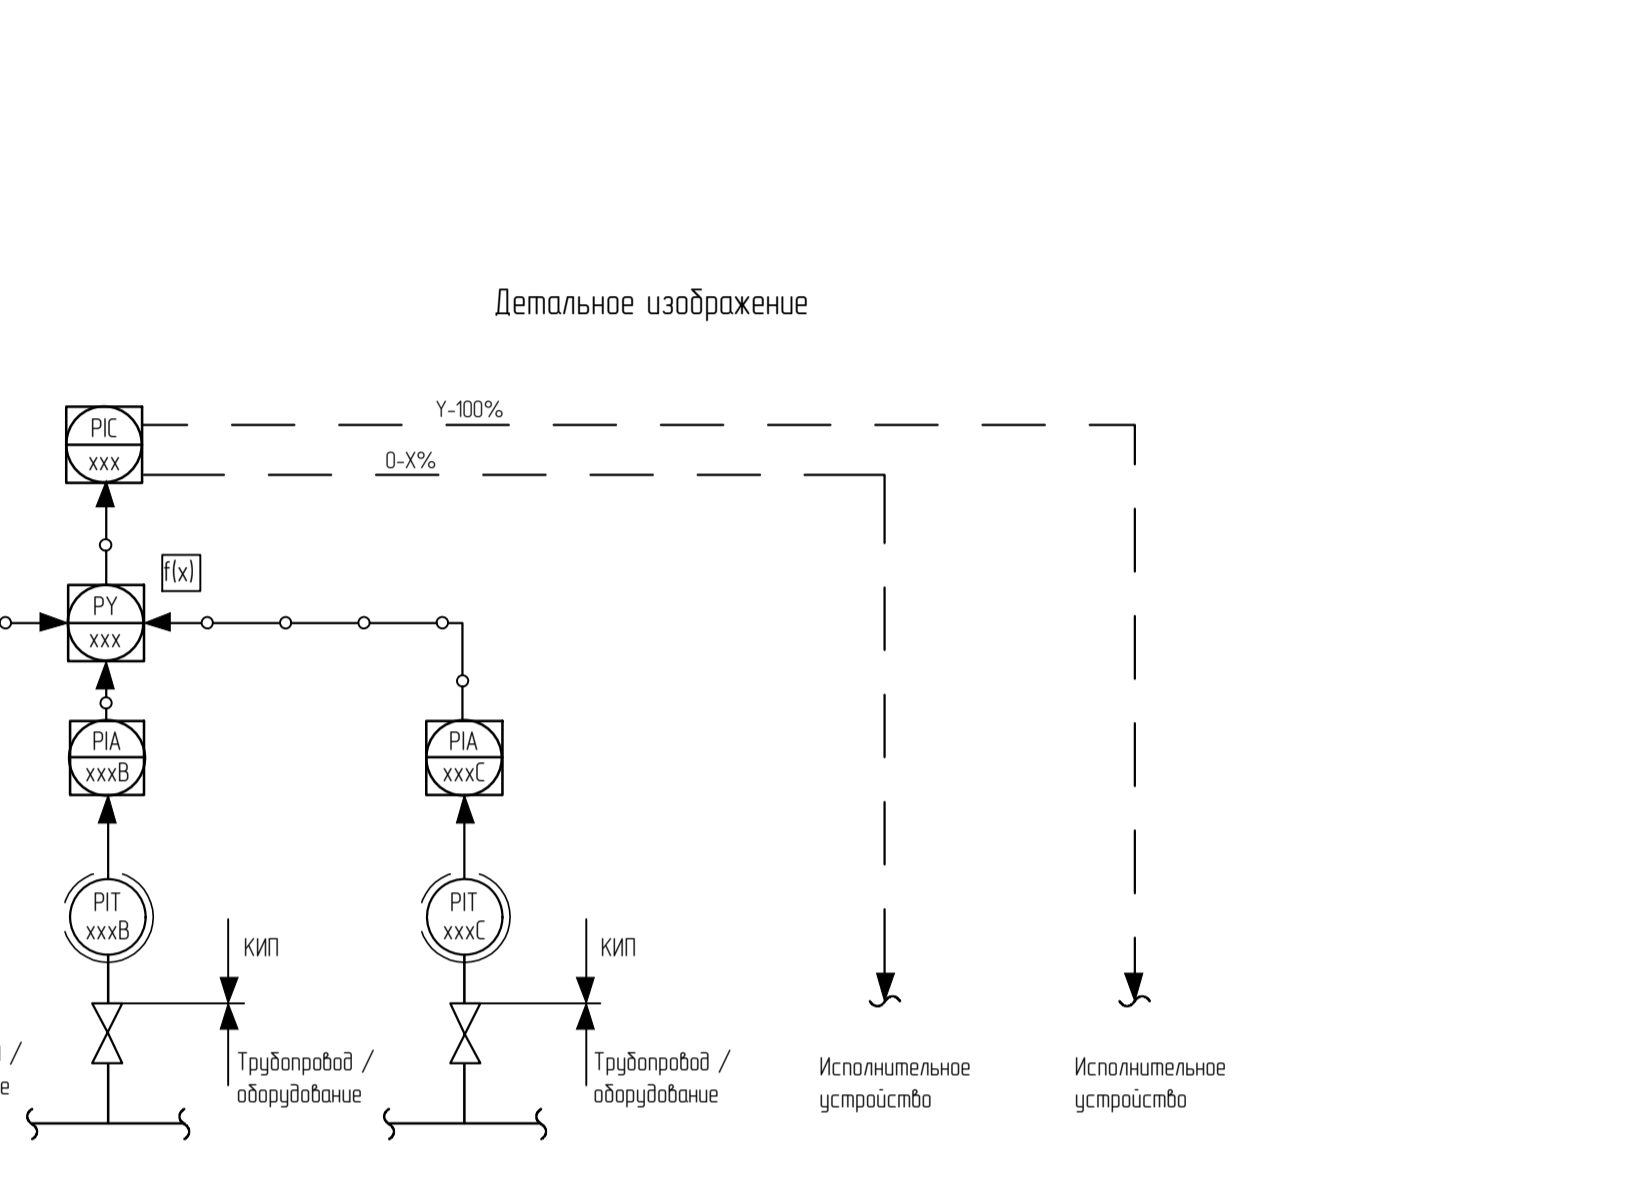 Детальное изображение
Y-100%
PIC
xxx
0-X%
f(x)
PY
xxx
PIA
xxxB
PIA
xxxC
PIT
xxxB
PIT
xxxC
КИП
КИП
/
е
Трубопровод /
оборудование
Трубопровод /
оборудование
Исполнительное
устройство
Исполнительное
устройство